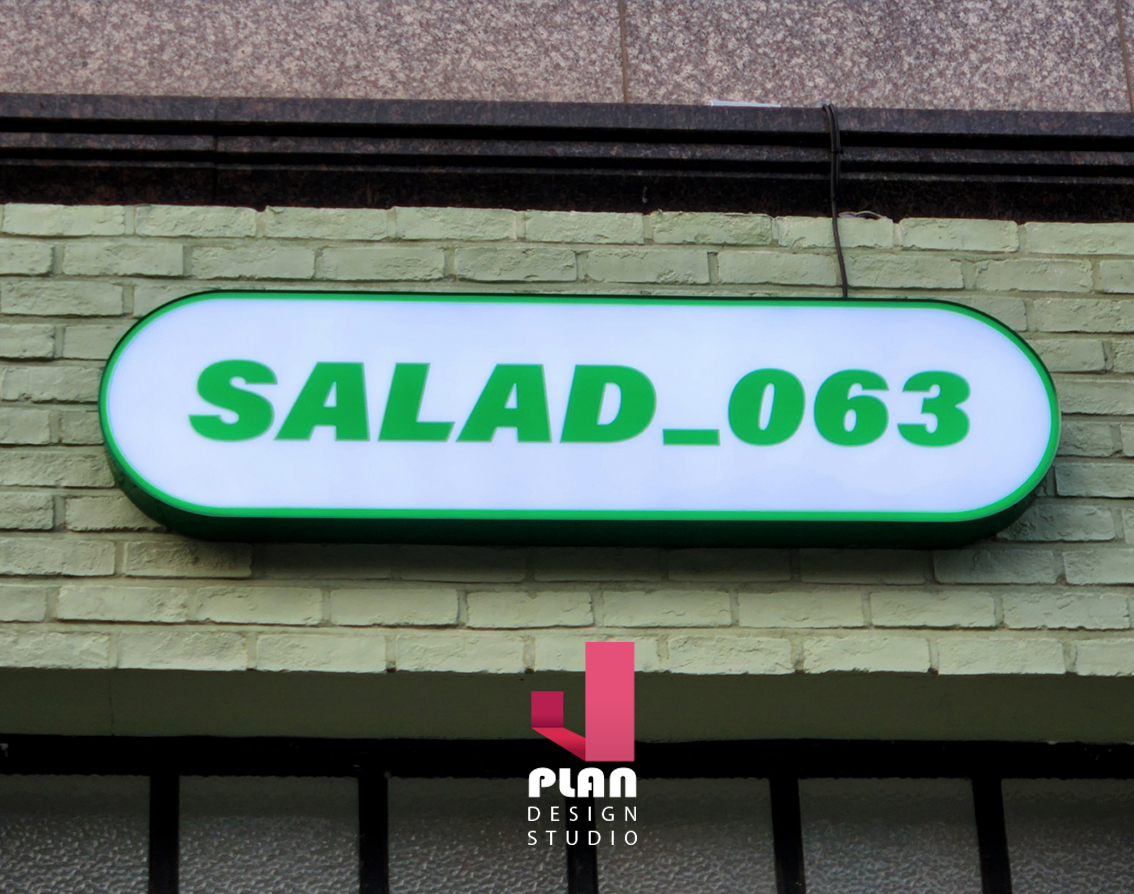 SALAD_063
PLAN
DESIGN
STUDIO